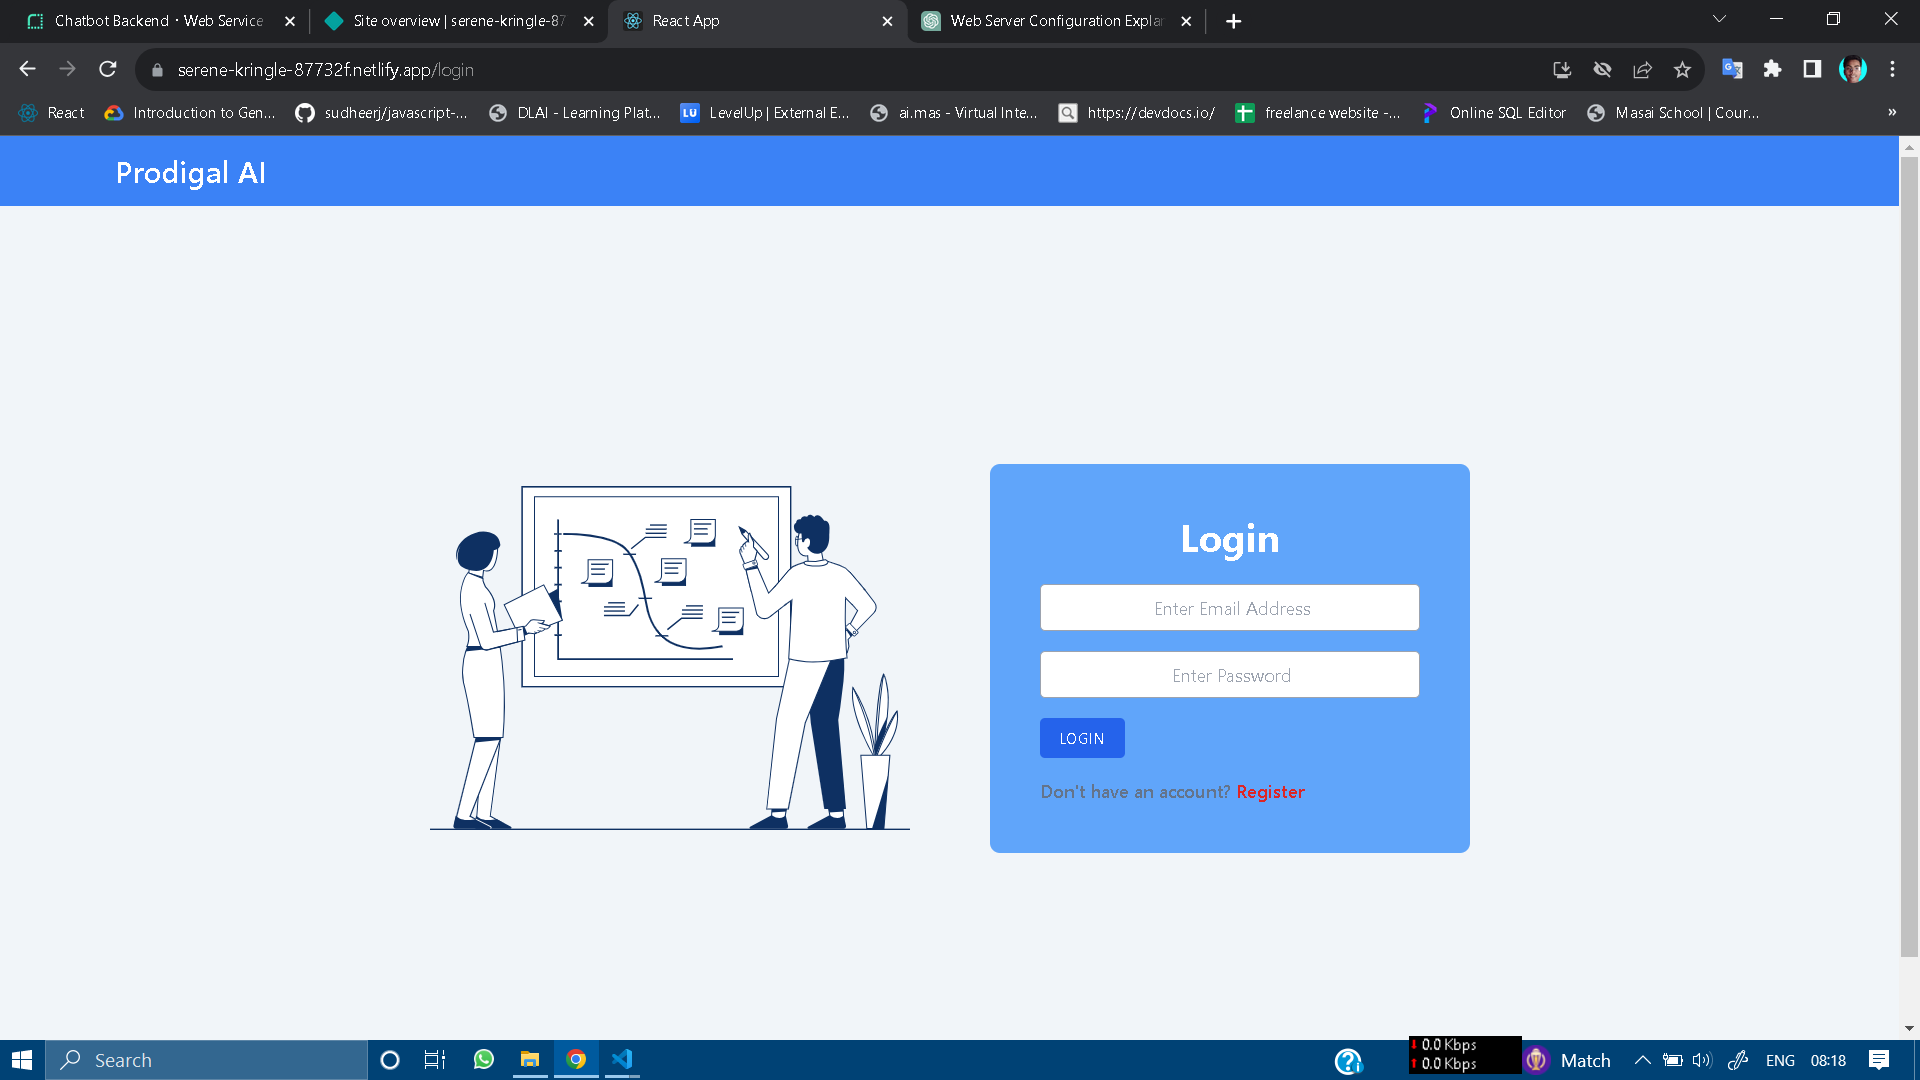 Chatbot Backend · Web Service
Site overview | serene-kringle-87
React App
Web Server Configuration Expla
serene-kringle-87732f.netlify.app/login
React
Introduction to Gen...
sudheerj/javascript-...
DLAI - Learning Plat...
LU
LevelUp | External E...
ai.mas - Virtual Inte...
https://devdocs.io/
freelance website -...
Online SQL Editor
Masai School | Cour...
»
Prodigal AI
Login
Enter Email Address
Enter Password
LOGIN
Don't have an account? Register
Search
0.0 Kbps
0.0 Kbps
Match
ENG
08:18